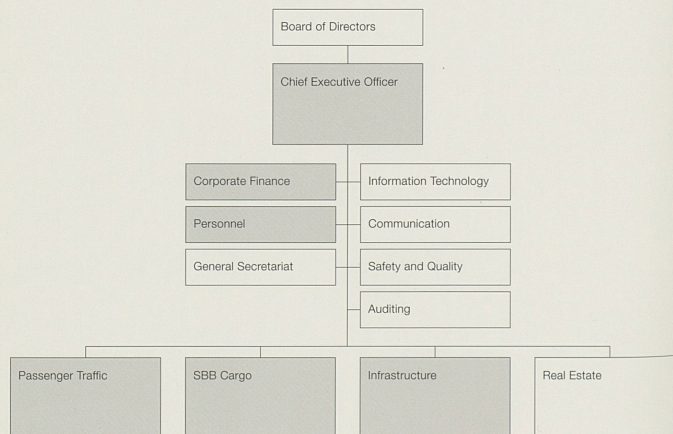 Board of Directors
Chief Executive Officer
Corporate Finance
Information Technology
Personnel
Communication
General Secretariat
Safety and Quality
Auditing
Passenger Traffic
SBB Cargo
Infrastructure
Real Estate